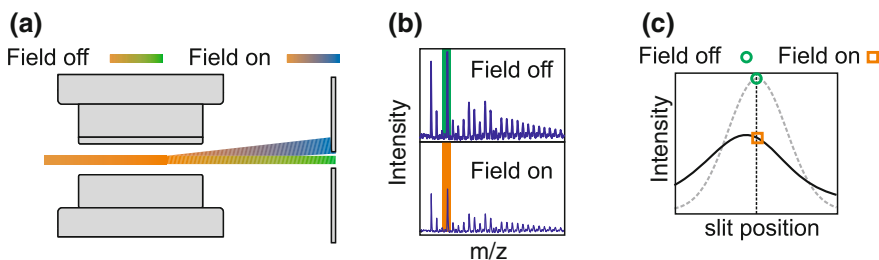 (a)
Field off
Field on
(b)
Field off
Field on
Intensity
m/z
(c)
Field off
Field on
Intensity
slit position